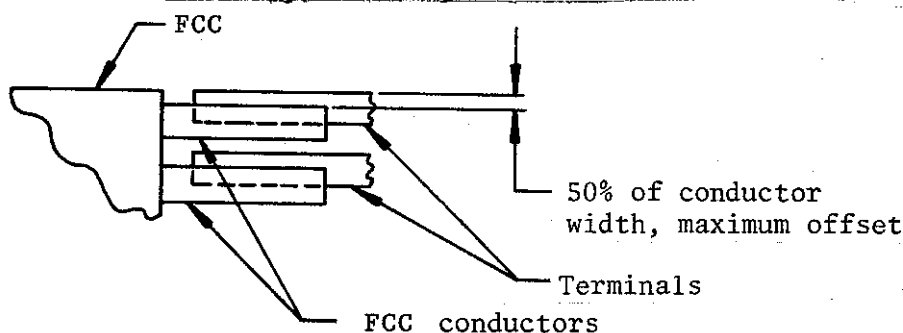 FCC
50% of conductor
width, maximum offset
Terminals
FCC conductors